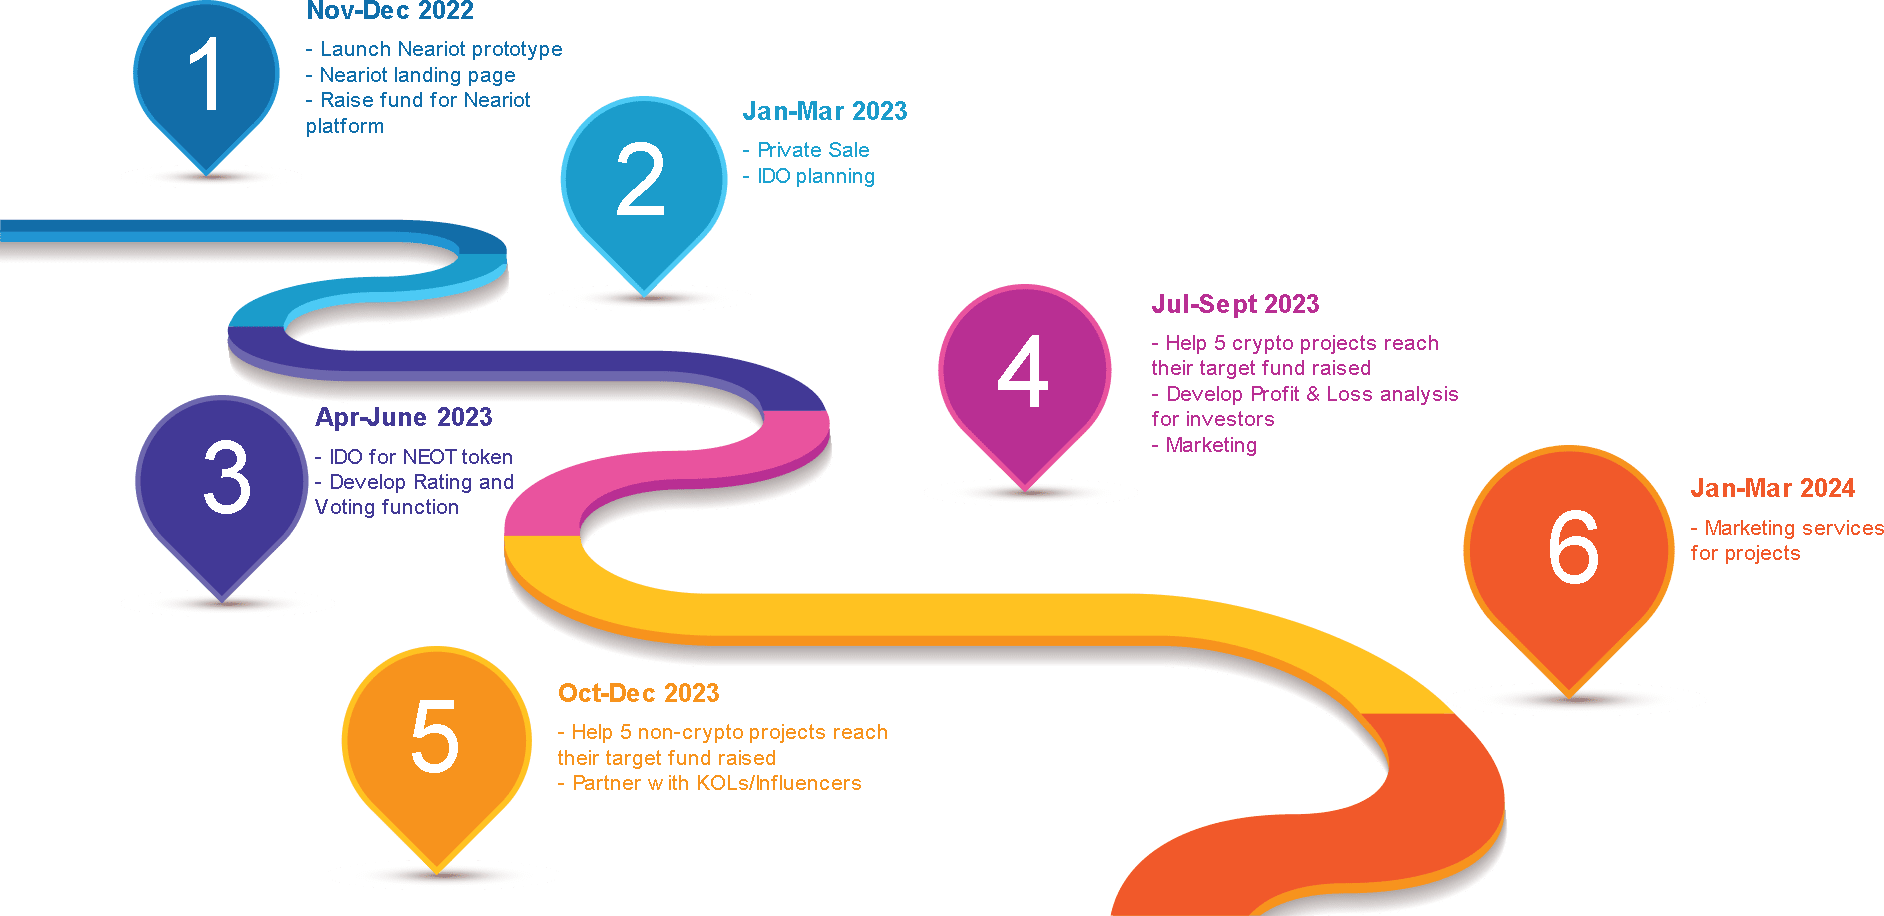 1
Nov-Dec 2022
- Launch Neariot prototype
- Neariot landing page
- Raise fund for Neariot
platform
2
Jan-Mar 2023
- Private Sale
- IDO planning
3
Apr-June 2023
- IDO for NEOT token
- Develop Rating and
Voting function
4
Jul-Sept 2023
- Help 5 crypto projects reach
their target fund raised
- Develop Profit & Loss analysis
for investors
- Marketing
5
Oct-Dec 2023
- Help 5 non-crypto projects reach
their target fund raised
- Partner with KOLs/Influencers
6
Jan-Mar 2024
- Marketing services
for projects